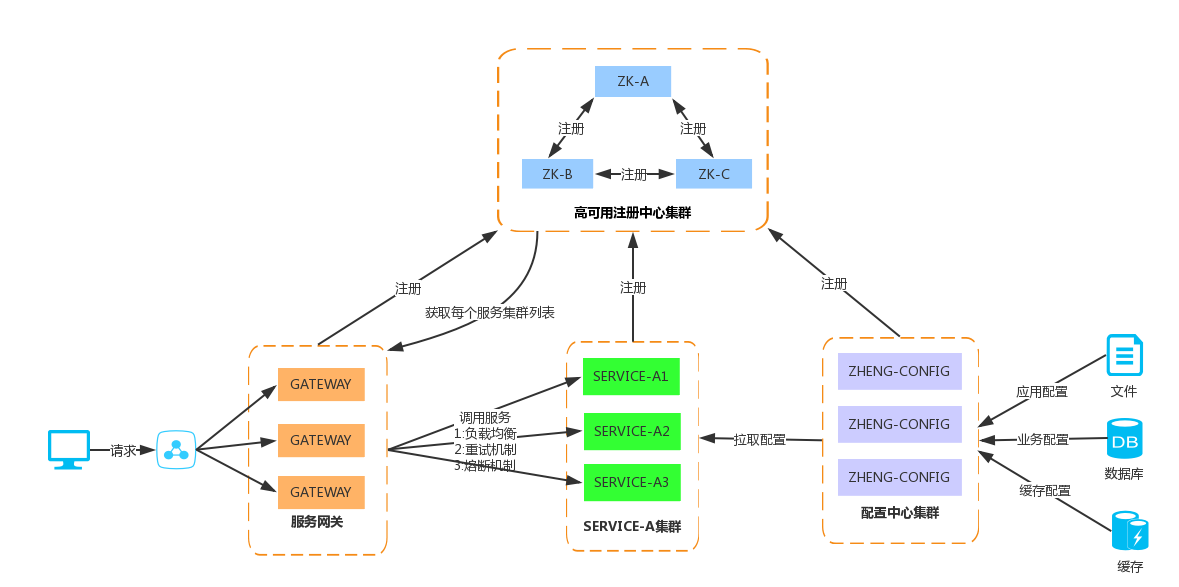 ZK-A
注册
注册
ZK-B
注册
ZK-C
高可用注册中心集群
注册
获取每个服务集群列表
注册
注册
请求
GATEWAY
GATEWAY
GATEWAY
服务网关
调用服务
1:负载均衡
2:重试机制
3:熔断机制
SERVICE-A1
SERVICE-A2
SERVICE-A3
SERVICE-A集群
拉取配置
ZHENG-CONFIG
ZHENG-CONFIG
ZHENG-CONFIG
配置中心集群
应用配置
业务配置
缓存配置
文件
DB
数据库
缓存